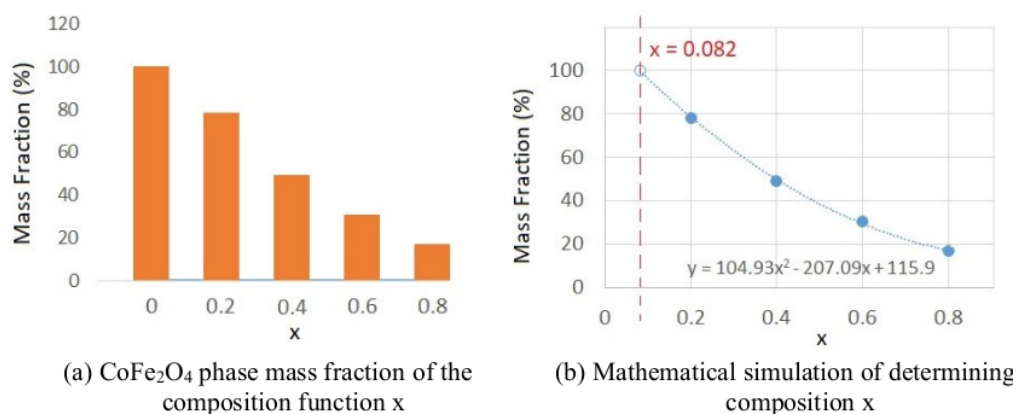 120
100
80
60
40
20
0
Mass Fraction (%)
0 0.2 0.4 0.6 0.8
x
(a) CoFe₂O₄ phase mass fraction of the
composition function x
x = 0.082
100
80
60
40
20
0
Mass Fraction (%)
y = 104.93x² - 207.09x + 115.9
0 0.2 0.4 0.6 0.8
x
(b) Mathematical simulation of determining
composition x